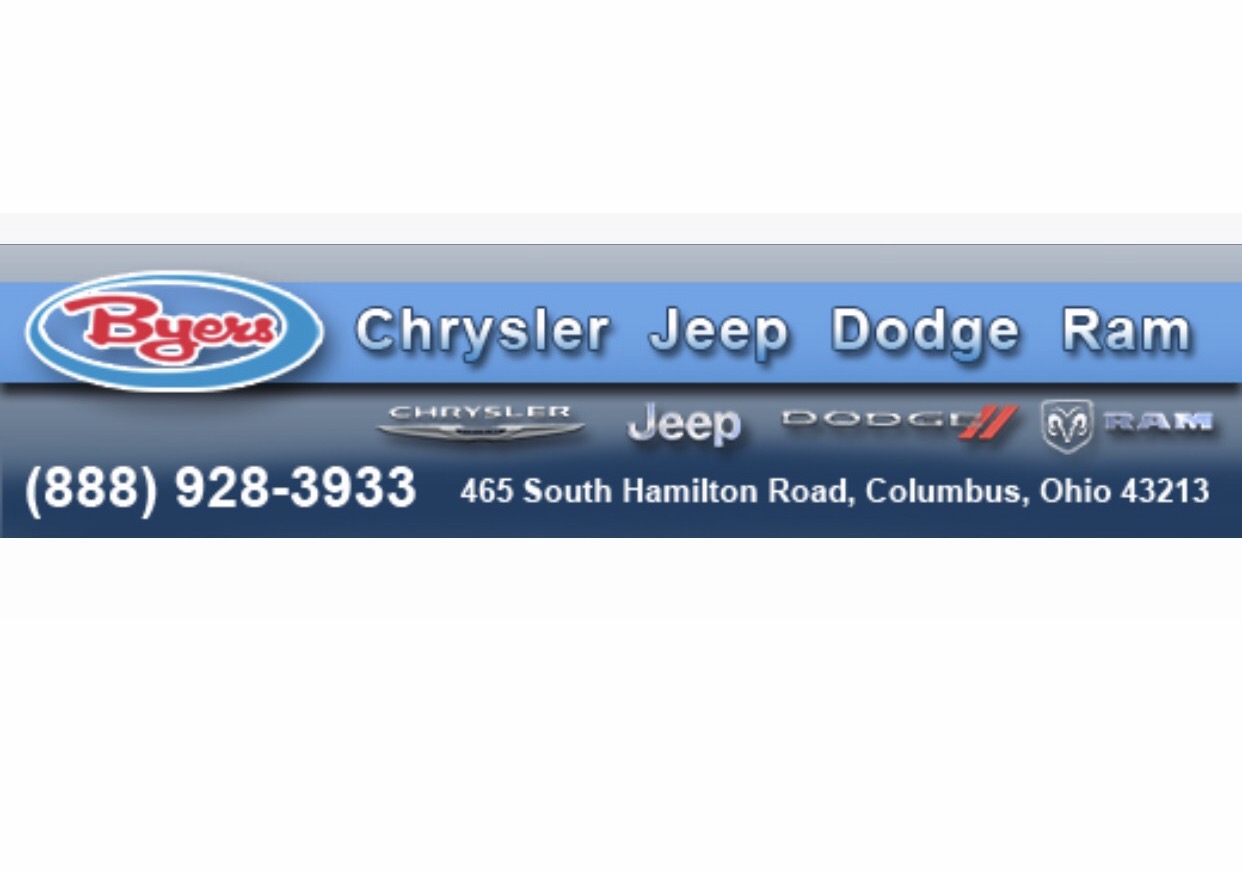 Byers Chrysler Jeep Dodge Ram
CHRYSLER Jeep DODGE RAM
(888) 928-3933 465 South Hamilton Road, Columbus, Ohio 43213